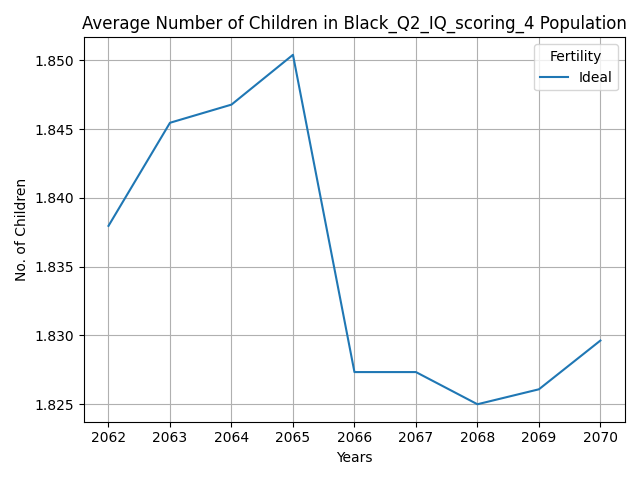 Average Number of Children in Black_Q2_IQ_scoring_4 Population
Fertility
Ideal
1.850
1.845
1.840
1.835
1.830
1.825
No. of Children
2062 2063 2064 2065 2066 2067 2068 2069 2070
Years